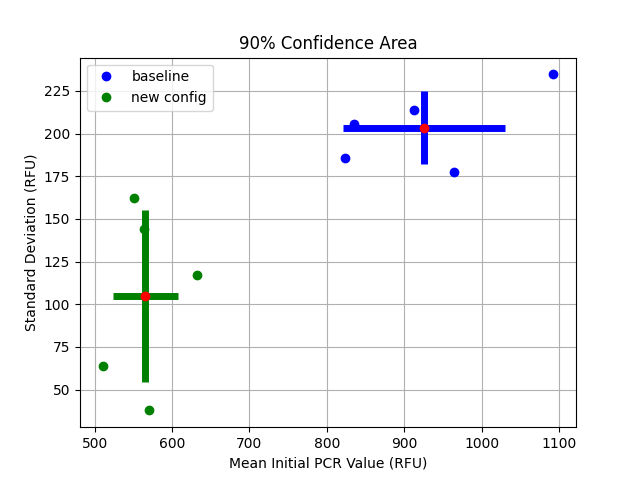 90% Confidence Area
baseline
new config
225
200
175
150
125
100
75
50
Standard Deviation (RFU)
500 600 700 800 900 1000 1100
Mean Initial PCR Value (RFU)